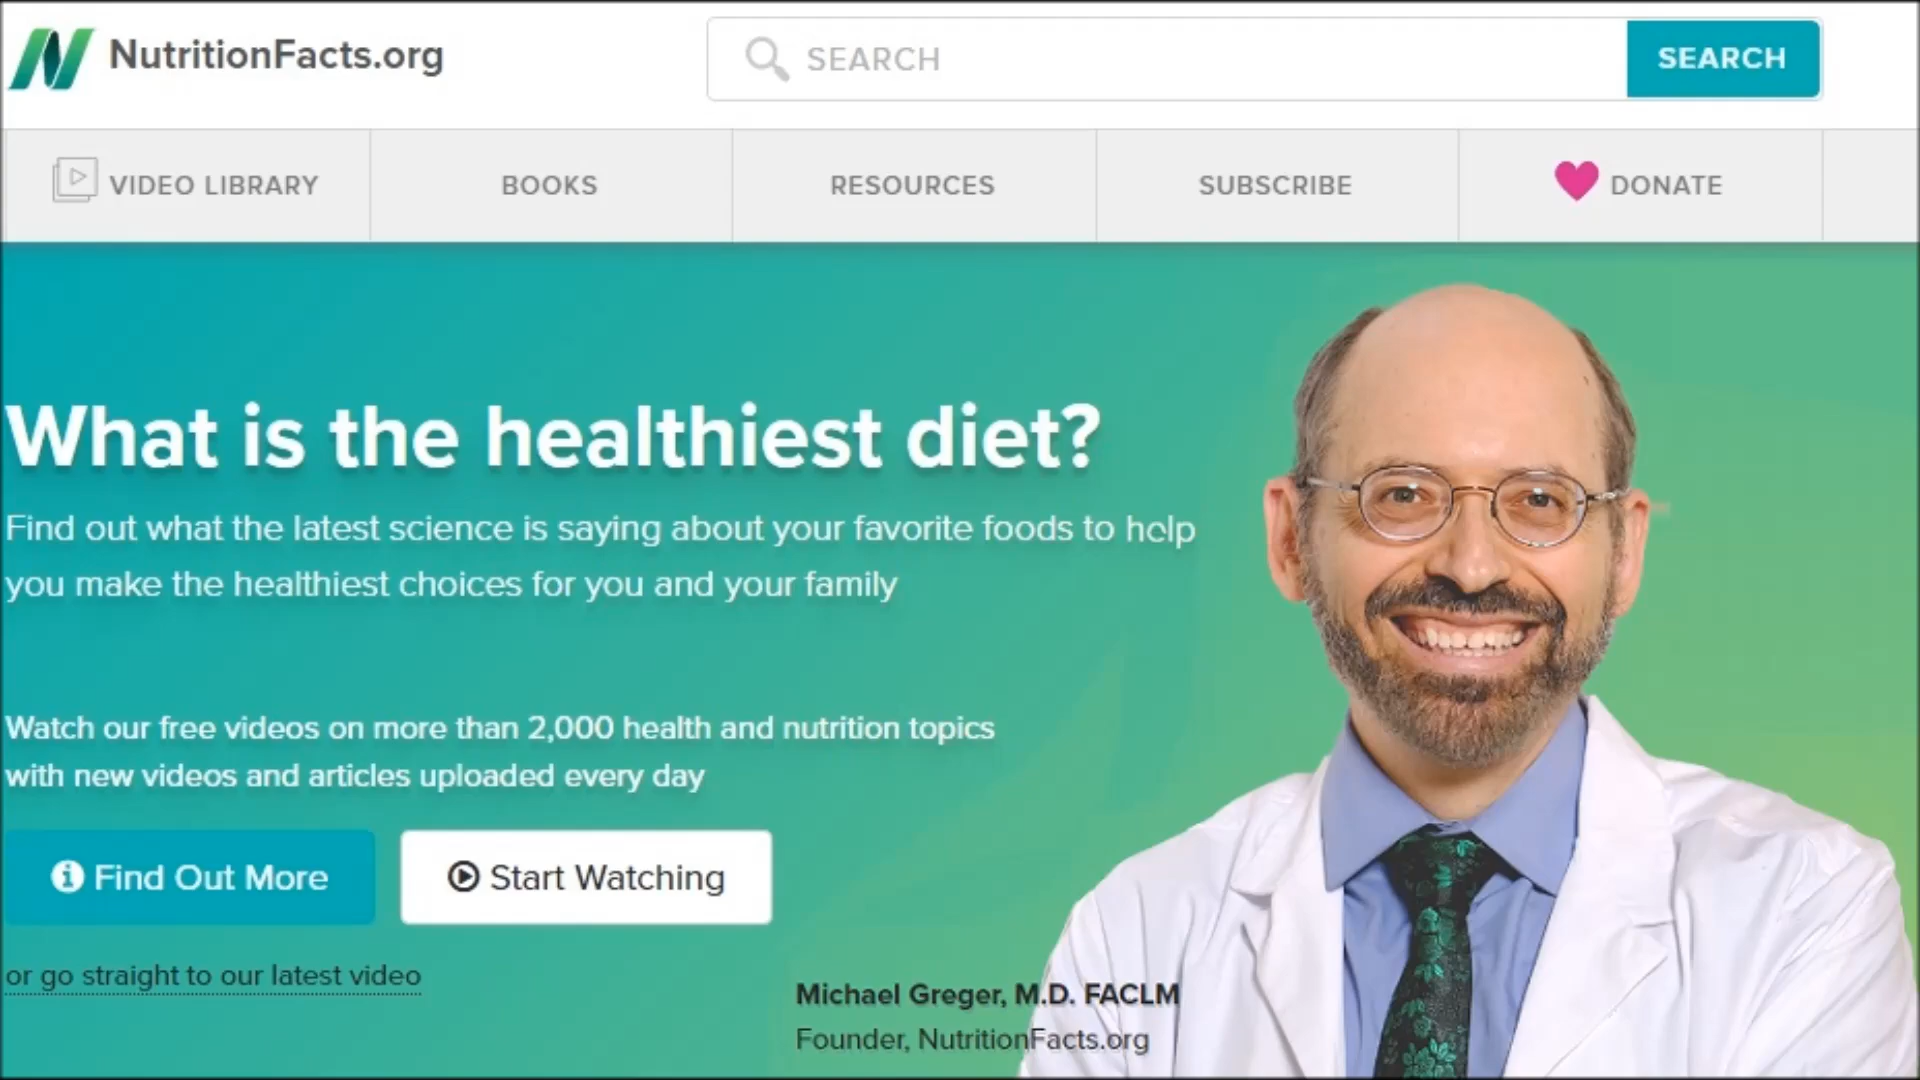 NutritionFacts.org
SEARCH
SEARCH
VIDEO LIBRARY
BOOKS
RESOURCES
SUBSCRIBE
DONATE
What is the healthiest diet?
Find out what the latest science is saying about your favorite foods to help
you make the healthiest choices for you and your family
Watch our free videos on more than 2,000 health and nutrition topics
with new videos and articles uploaded every day
Find Out More
Start Watching
or go straight to our latest video
Michael Greger, M.D. FACLM
Founder, NutritionFacts.org